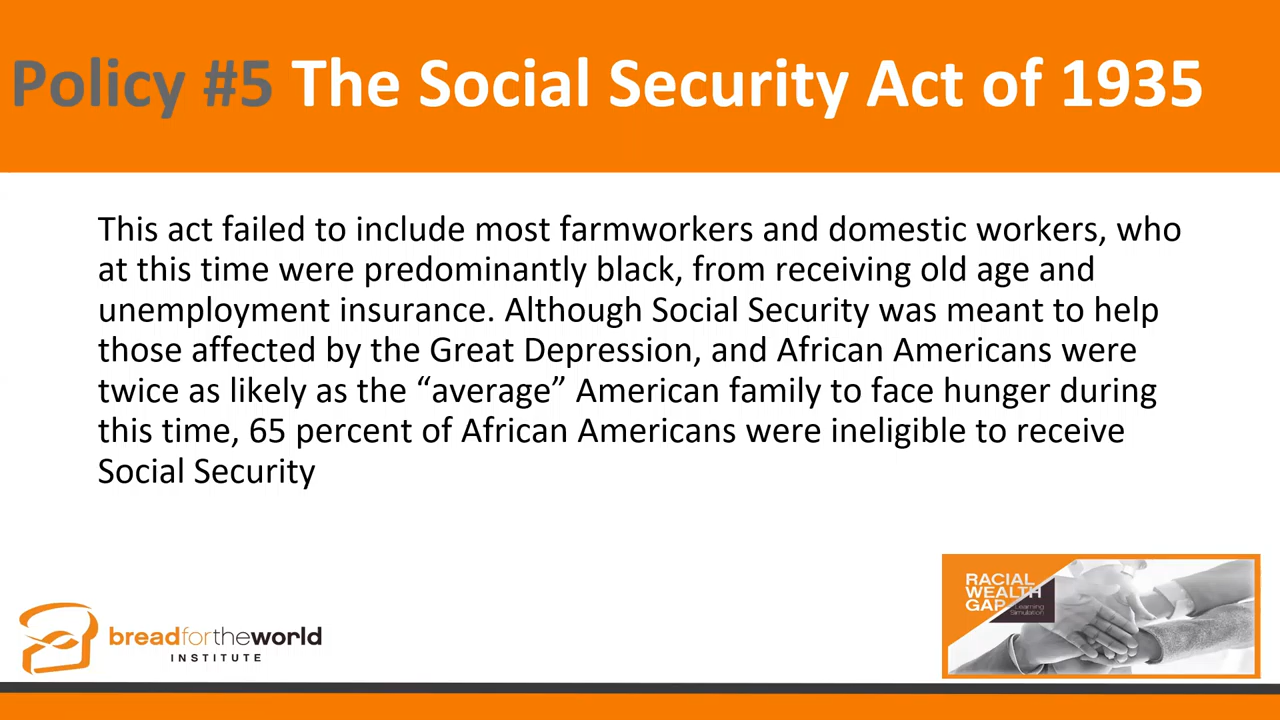 Policy #5 The Social Security Act of 1935
This act failed to include most farmworkers and domestic workers, who
at this time were predominantly black, from receiving old age and
unemployment insurance. Although Social Security was meant to help
those affected by the Great Depression, and African Americans were
twice as likely as the “average” American family to face hunger during
this time, 65 percent of African Americans were ineligible to receive
Social Security
breadfortheworld
INSTITUTE
RACIAL
WEALTH
GAP
Learning
Simulation